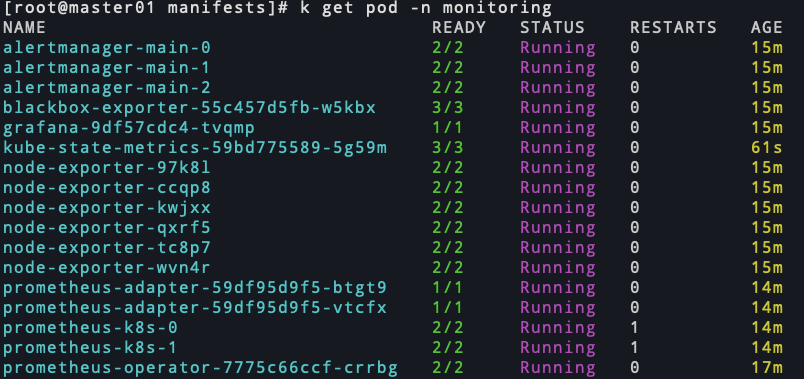 [root@master01 manifests]# k get pod -n monitoring
NAME READY STATUS RESTARTS AGE
alertmanager-main-0 2/2 Running 0 15m
alertmanager-main-1 2/2 Running 0 15m
alertmanager-main-2 2/2 Running 0 15m
blackbox-exporter-55c457d5fb-w5kbx 3/3 Running 0 15m
grafana-9df57cdc4-tvqmp 1/1 Running 0 15m
kube-state-metrics-59bd775589-5g59m 3/3 Running 0 61s
node-exporter-97k8l 2/2 Running 0 15m
node-exporter-ccqp8 2/2 Running 0 15m
node-exporter-kwjxx 2/2 Running 0 15m
node-exporter-qxrf5 2/2 Running 0 15m
node-exporter-tc8p7 2/2 Running 0 15m
node-exporter-wvn4r 2/2 Running 0 15m
prometheus-adapter-59df95d9f5-btgt9 1/1 Running 0 14m
prometheus-adapter-59df95d9f5-vtcfx 1/1 Running 0 14m
prometheus-k8s-0 2/2 Running 1 14m
prometheus-k8s-1 2/2 Running 1 14m
prometheus-operator-7775c66ccf-crrbg 2/2 Running 0 17m